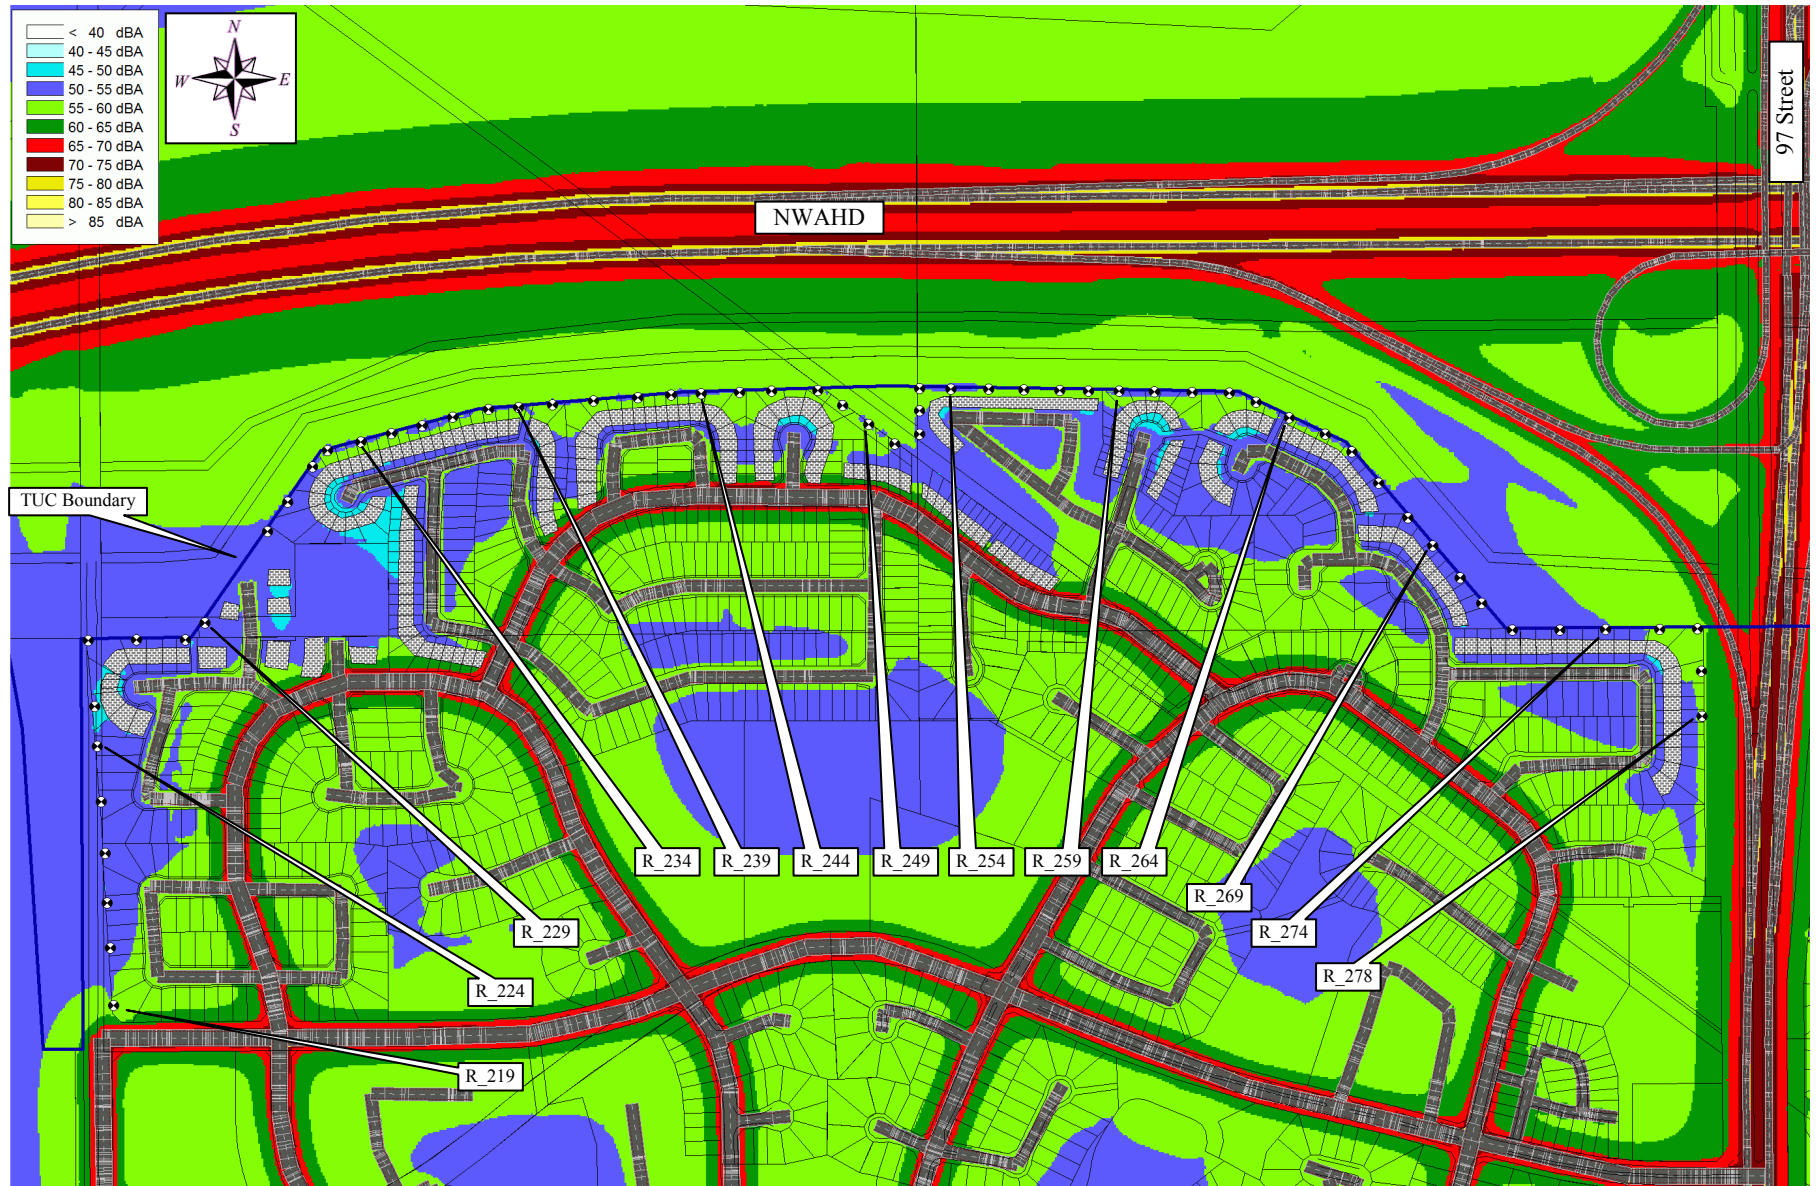 < 40 dBA
40 - 45 dBA
45 - 50 dBA
50 - 55 dBA
55 - 60 dBA
60 - 65 dBA
65 - 70 dBA
70 - 75 dBA
75 - 80 dBA
80 - 85 dBA
> 85 dBA
N
W
E
S
97 Street
NWAHD
TUC Boundary
R_234
R_239
R_244
R_249
R_254
R_259
R_264
R_269
R_229
R_274
R_224
R_278
R_219